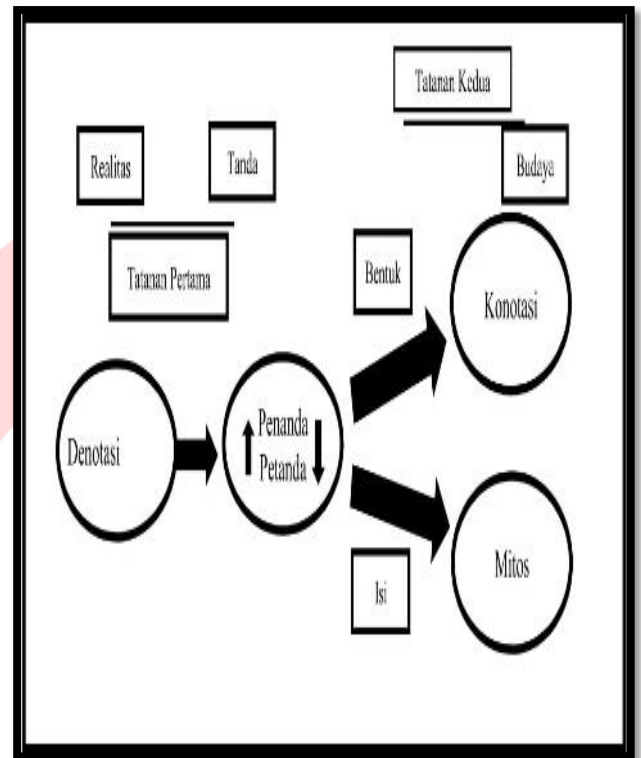 Tatanan Kedua
Realitas
Tanda
Budaya
Tatanan Pertama
Bentuk
Konotasi
Denotasi
Penanda
Petanda
Isi
Mitos